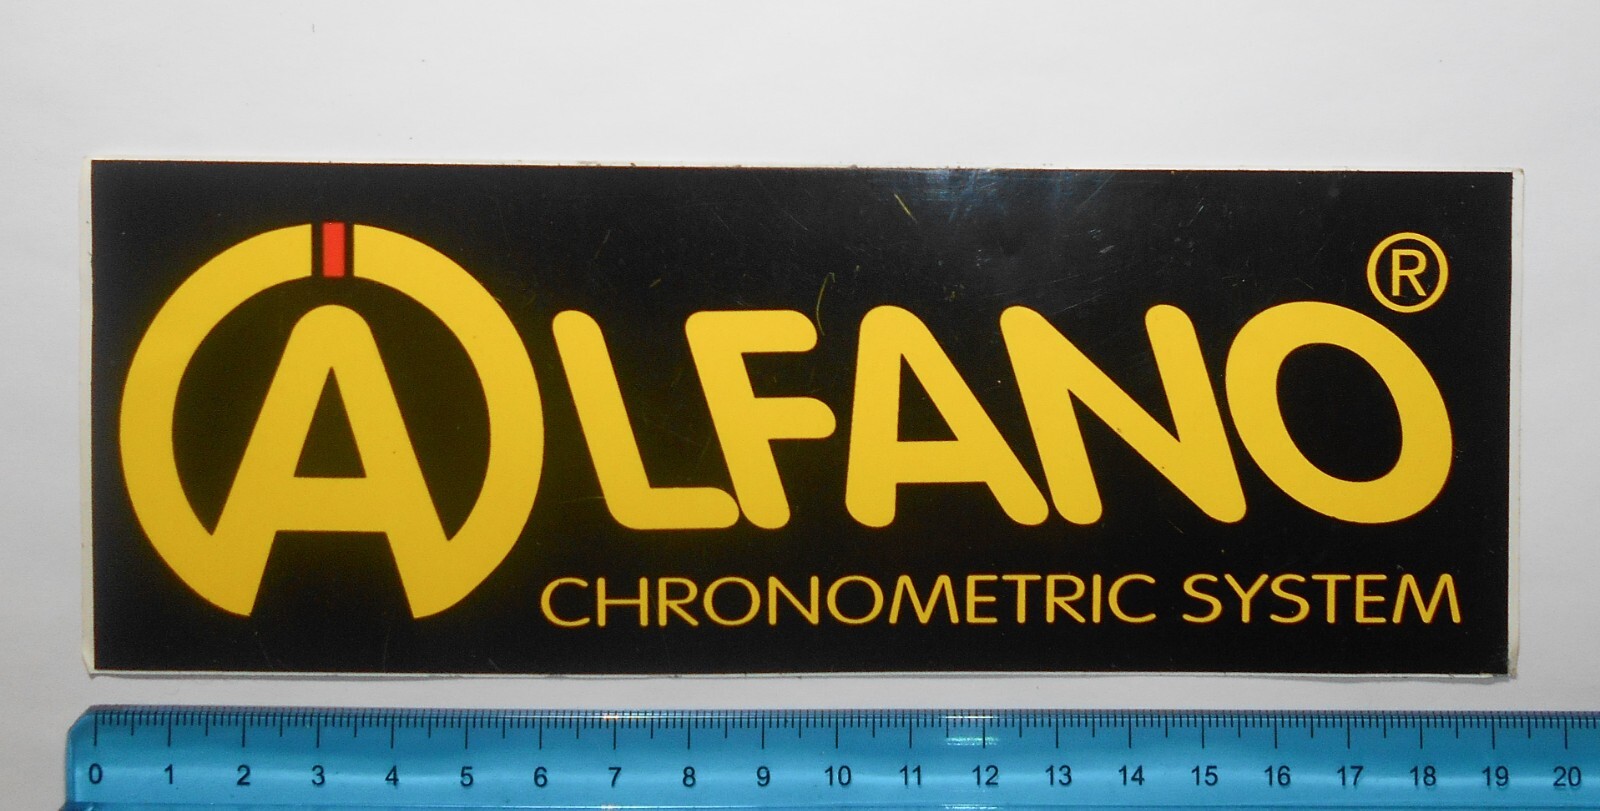 ALFANO®
CHRONOMETRIC SYSTEM
0 1 2 3 4 5 6 7 8 9 10 11 12 13 14 15 16 17 18 19 20